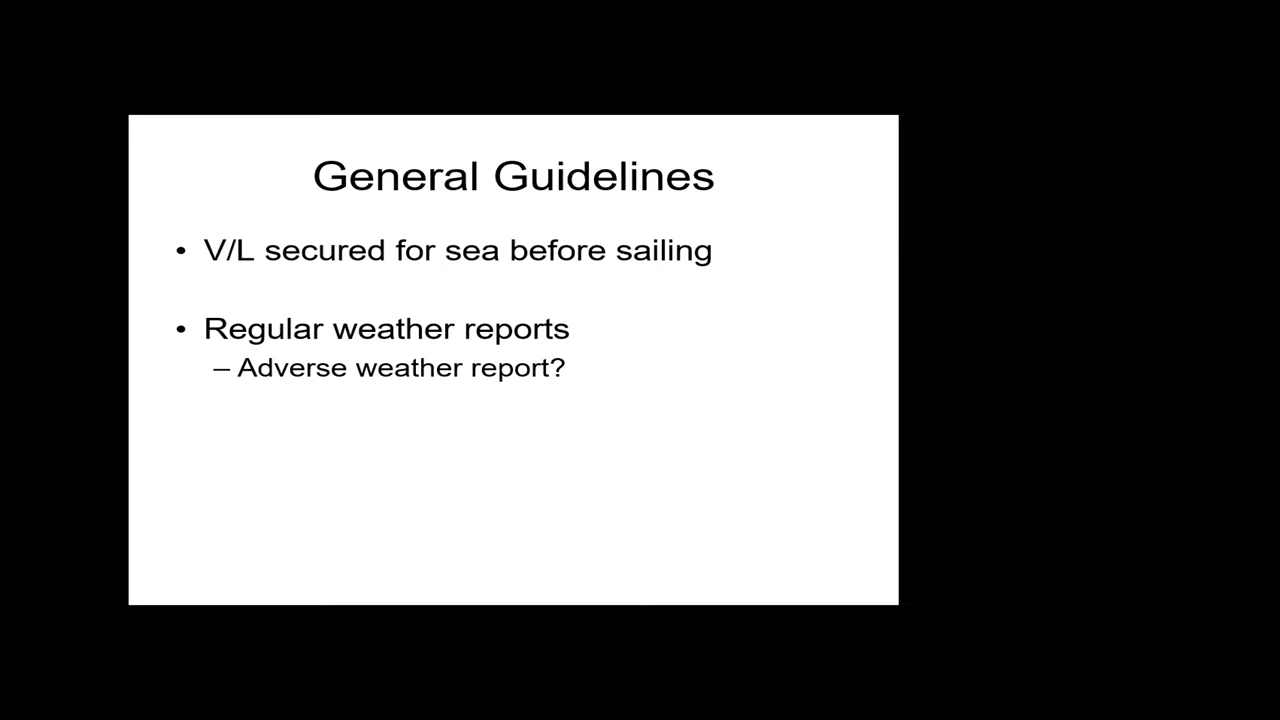 General Guidelines
• V/L secured for sea before sailing
• Regular weather reports
– Adverse weather report?